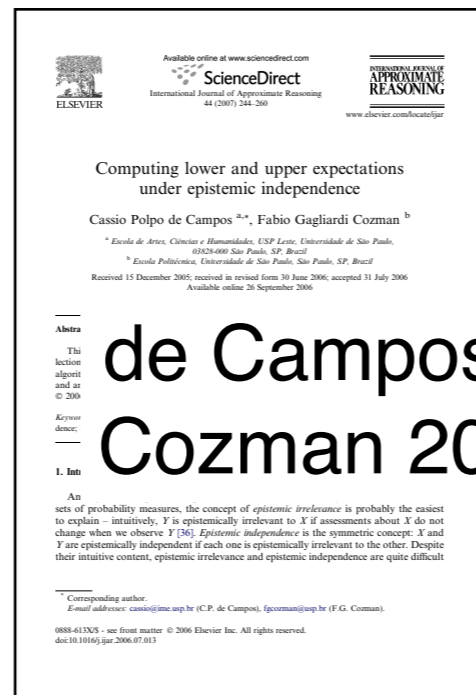 Available online at www.sciencedirect.com
ScienceDirect
ELSEVIER
International Journal of Approximate Reasoning
44 (2007) 244–260
INTERNATIONAL JOURNAL OF
APPROXIMATE
REASONING
www.elsevier.com/locate/ijar
Computing lower and upper expectations
under epistemic independence
Cassio Polpo de Campos a,*, Fabio Gagliardi Cozman b
a Escola de Artes, Ciências e Humanidades, USP Leste, Universidade de São Paulo,
03828-000 São Paulo, SP, Brazil
b Escola Politécnica, Universidade de São Paulo, São Paulo, SP, Brazil
Received 15 December 2005; received in revised form 30 June 2006; accepted 31 July 2006
Available online 26 September 2006
Abstra
Thi
lection
algorit
and ar
© 200
de Campos
Cozman 20
Keywor
dence;
1. Int
An
sets of probability measures, the concept of epistemic irrelevance is probably the easiest
to explain – intuitively, Y is epistemically irrelevant to X if assessments about X do not
change when we observe Y [36]. Epistemic independence is the symmetric concept: X and
Y are epistemically independent if each one is epistemically irrelevant to the other. Despite
their intuitive content, epistemic irrelevance and epistemic independence are quite difficult
* Corresponding author.
E-mail addresses: cassio@ime.usp.br (C.P. de Campos), fgcozman@usp.br (F.G. Cozman).
0888-613X/$ - see front matter © 2006 Elsevier Inc. All rights reserved.
doi:10.1016/j.ijar.2006.07.013